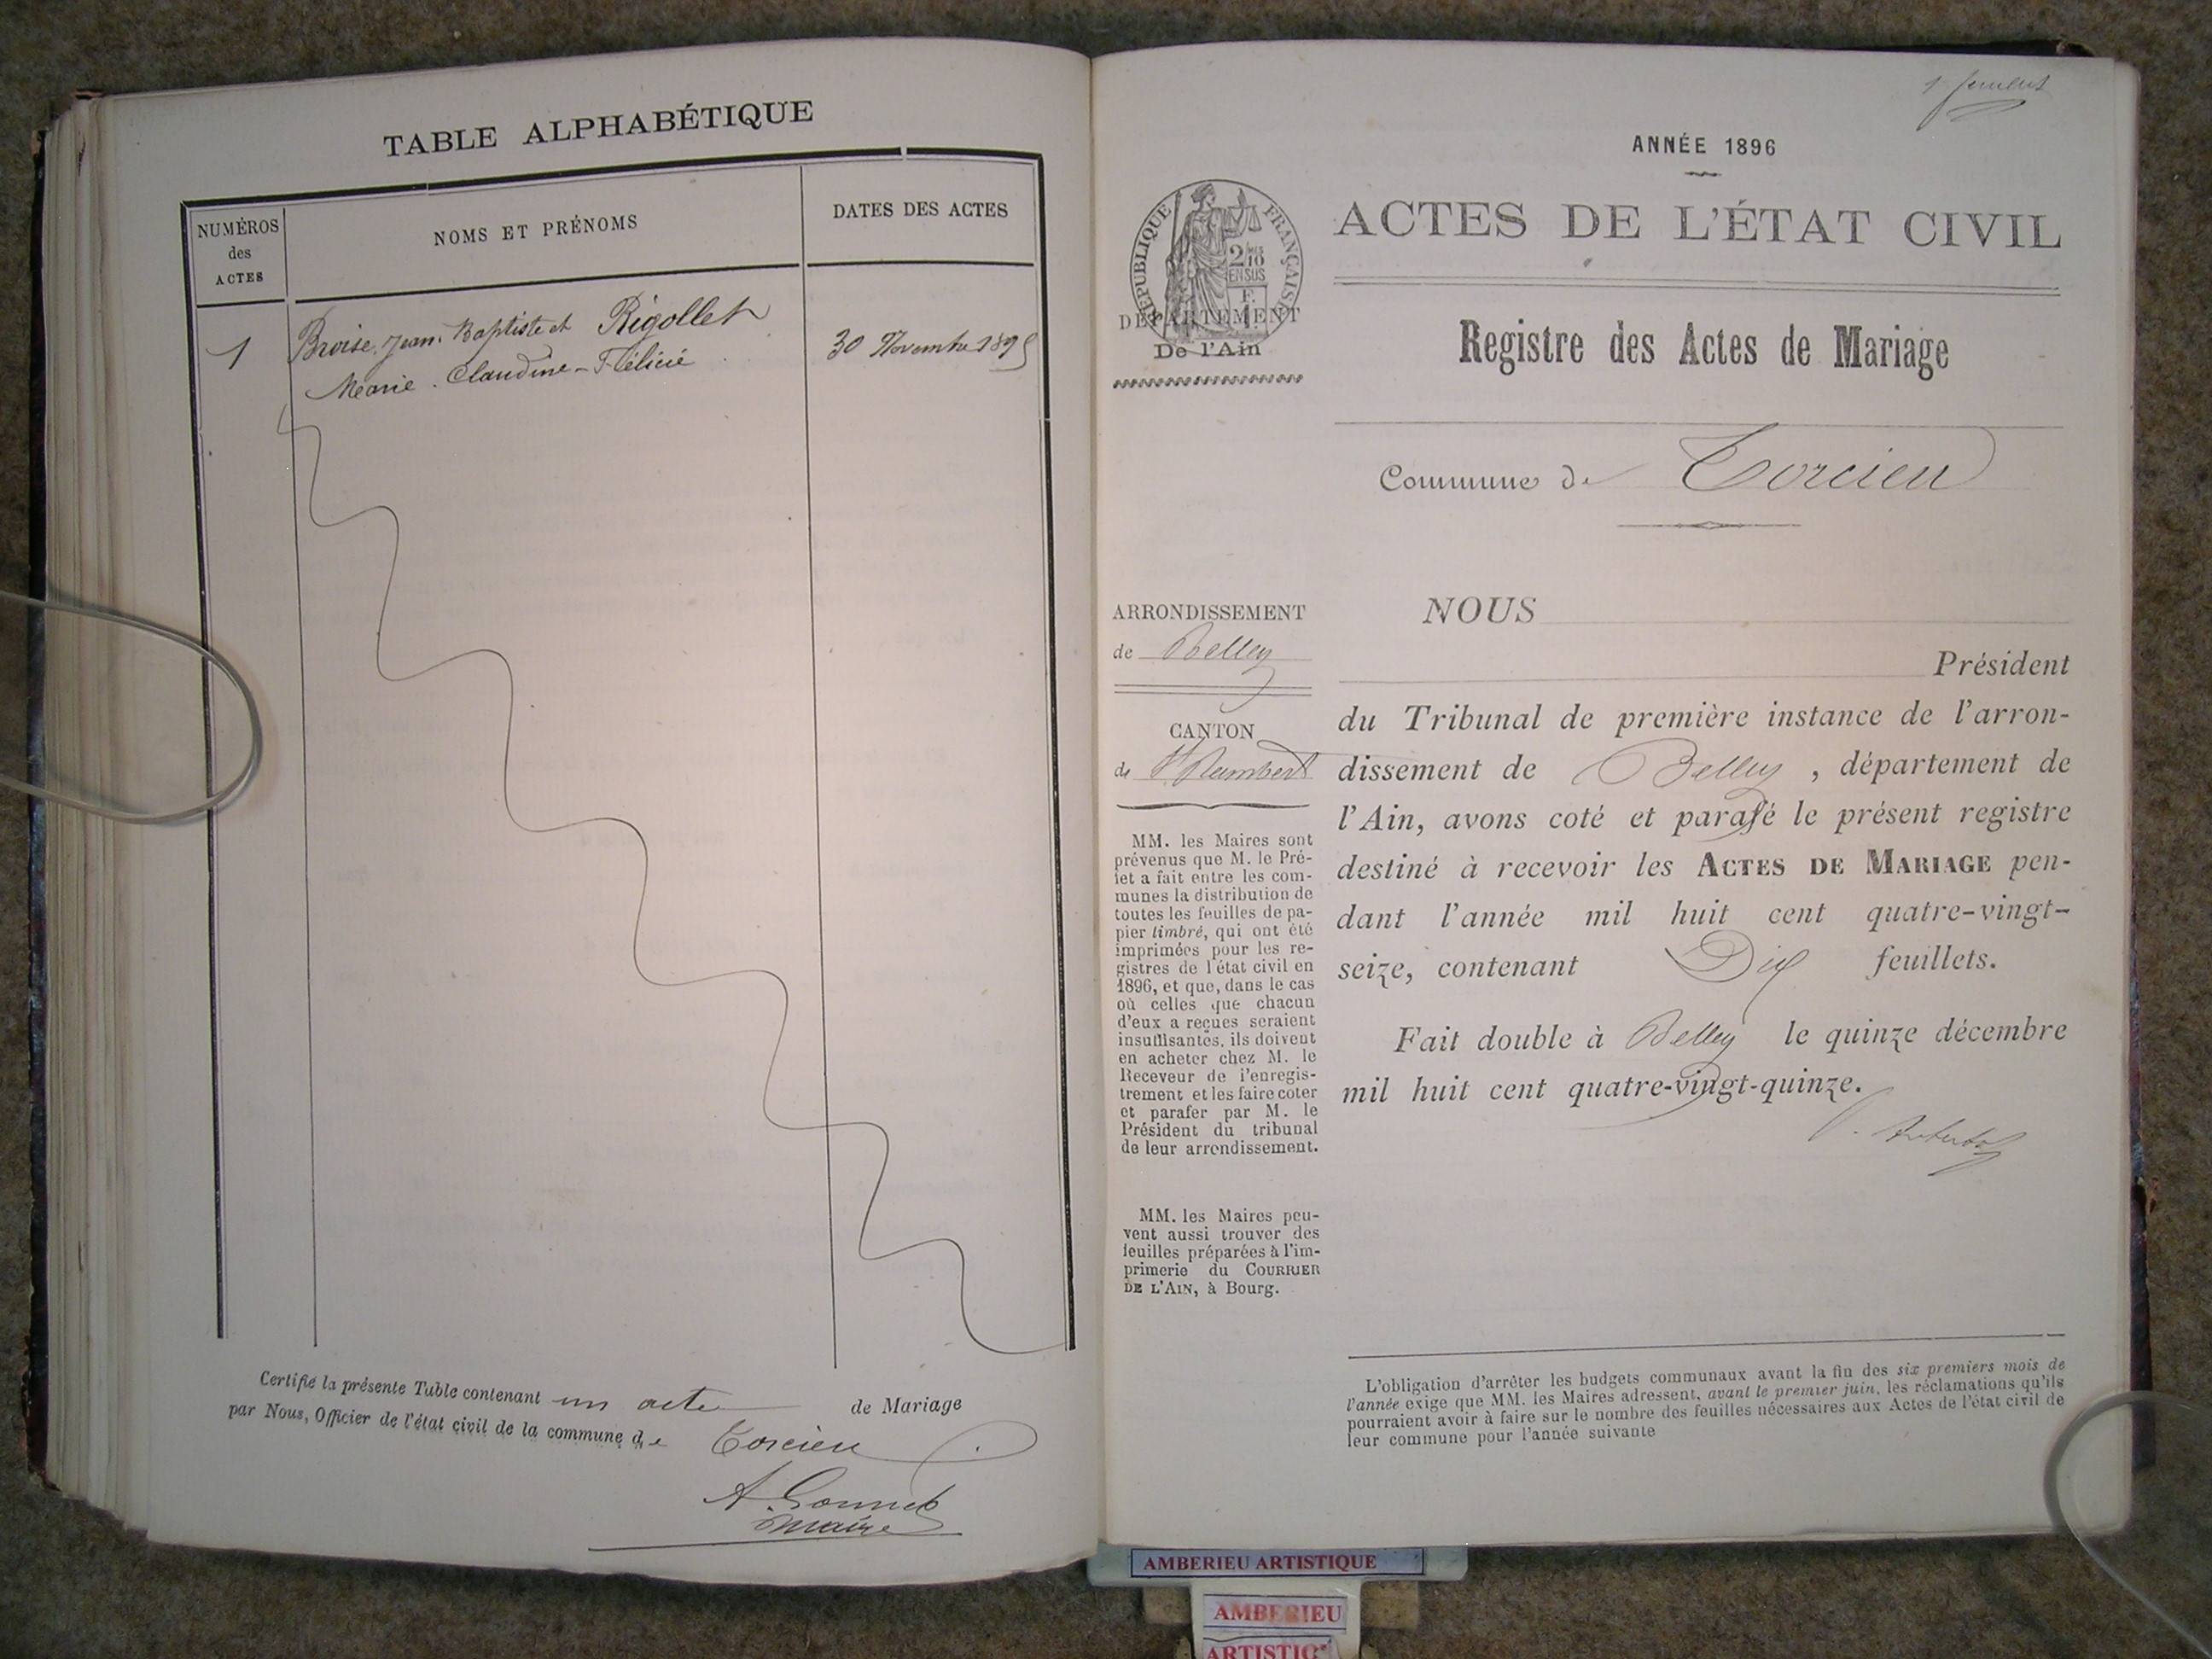 TABLE ALPHABÉTIQUE
NUMÉROS
des
ACTES
NOMS ET PRÉNOMS
DATES DES ACTES
1
Broise, Jean-Baptiste et Rigollet
Marie-Claudine-Félicie
30 Novembre 1895
Certifié la présente Table contenant un acte de Mariage
par Nous, Officier de l'état civil de la commune de Torcieu
A. Gonnet
maire
1er
ANNÉE 1896
ACTES DE L'ÉTAT CIVIL
RÉPUBLIQUE FRANÇAISE
2/10
EN SUS
F.
1
DÉPARTEMENT
De l'Ain
Registre des Actes de Mariage
Commune de Torcieu
ARRONDISSEMENT
de Belley
CANTON
de St Rambert
MM. les Maires sont
prévenus que M. le Pré-
fet a fait entre les com-
munes la distribution de
toutes les feuilles de pa-
pier timbré, qui ont été
imprimées pour les re-
gistres de l'état civil en
1896, et que, dans le cas
où celles que chacun
d'eux a reçues seraient
insuffisantes, ils doivent
en acheter chez M. le
Receveur de l'enregis-
trement et les faire coter
et parafer par M. le
Président du tribunal
de leur arrondissement.
MM. les Maires peu-
vent aussi trouver des
feuilles préparées à l'im-
primerie du COURRIER
DE L'AIN, à Bourg.
NOUS
Président
du Tribunal de première instance de l'arron-
dissement de Belley, département de
l'Ain, avons coté et parafé le présent registre
destiné à recevoir les ACTES DE MARIAGE pen-
dant l'année mil huit cent quatre-vingt-
seize, contenant Dix feuillets.
Fait double à Belley le quinze décembre
mil huit cent quatre-vingt-quinze.
L'obligation d'arrêter les budgets communaux avant la fin des six premiers mois de
l'année exige que MM. les Maires adressent, avant le premier juin, les réclamations qu'ils
pourraient avoir à faire sur le nombre des feuilles nécessaires aux Actes de l'état civil de
leur commune pour l'année suivante
AMBERIEU ARTISTIQUE
AMBERIEU
ARTISTIQ